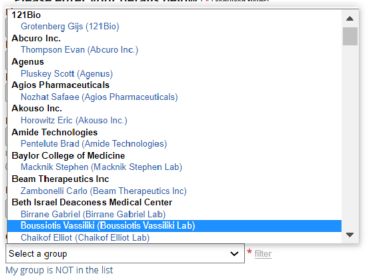 121Bio
Grotenberg Gijs (121Bio)
Abcuro Inc.
Thompson Evan (Abcuro Inc.)
Agenus
Pluskey Scott (Agenus)
Agios Pharmaceuticals
Nozhat Safaee (Agios Pharmaceuticals)
Akouso Inc.
Horowitz Eric (Akouso Inc.)
Amide Technologies
Pentelute Brad (Amide Technologies)
Baylor College of Medicine
Macknik Stephen (Macknik Stephen Lab)
Beam Therapeutics Inc
Zambonelli Carlo (Beam Therapeutics Inc)
Beth Israel Deaconess Medical Center
Birrane Gabriel (Birrane Gabriel Lab)
Boussiotis Vassiliki (Boussiotis Vassiliki Lab)
Chaikof Elliot (Chaikof Elliot Lab)
Select a group * filter
My group is NOT in the list